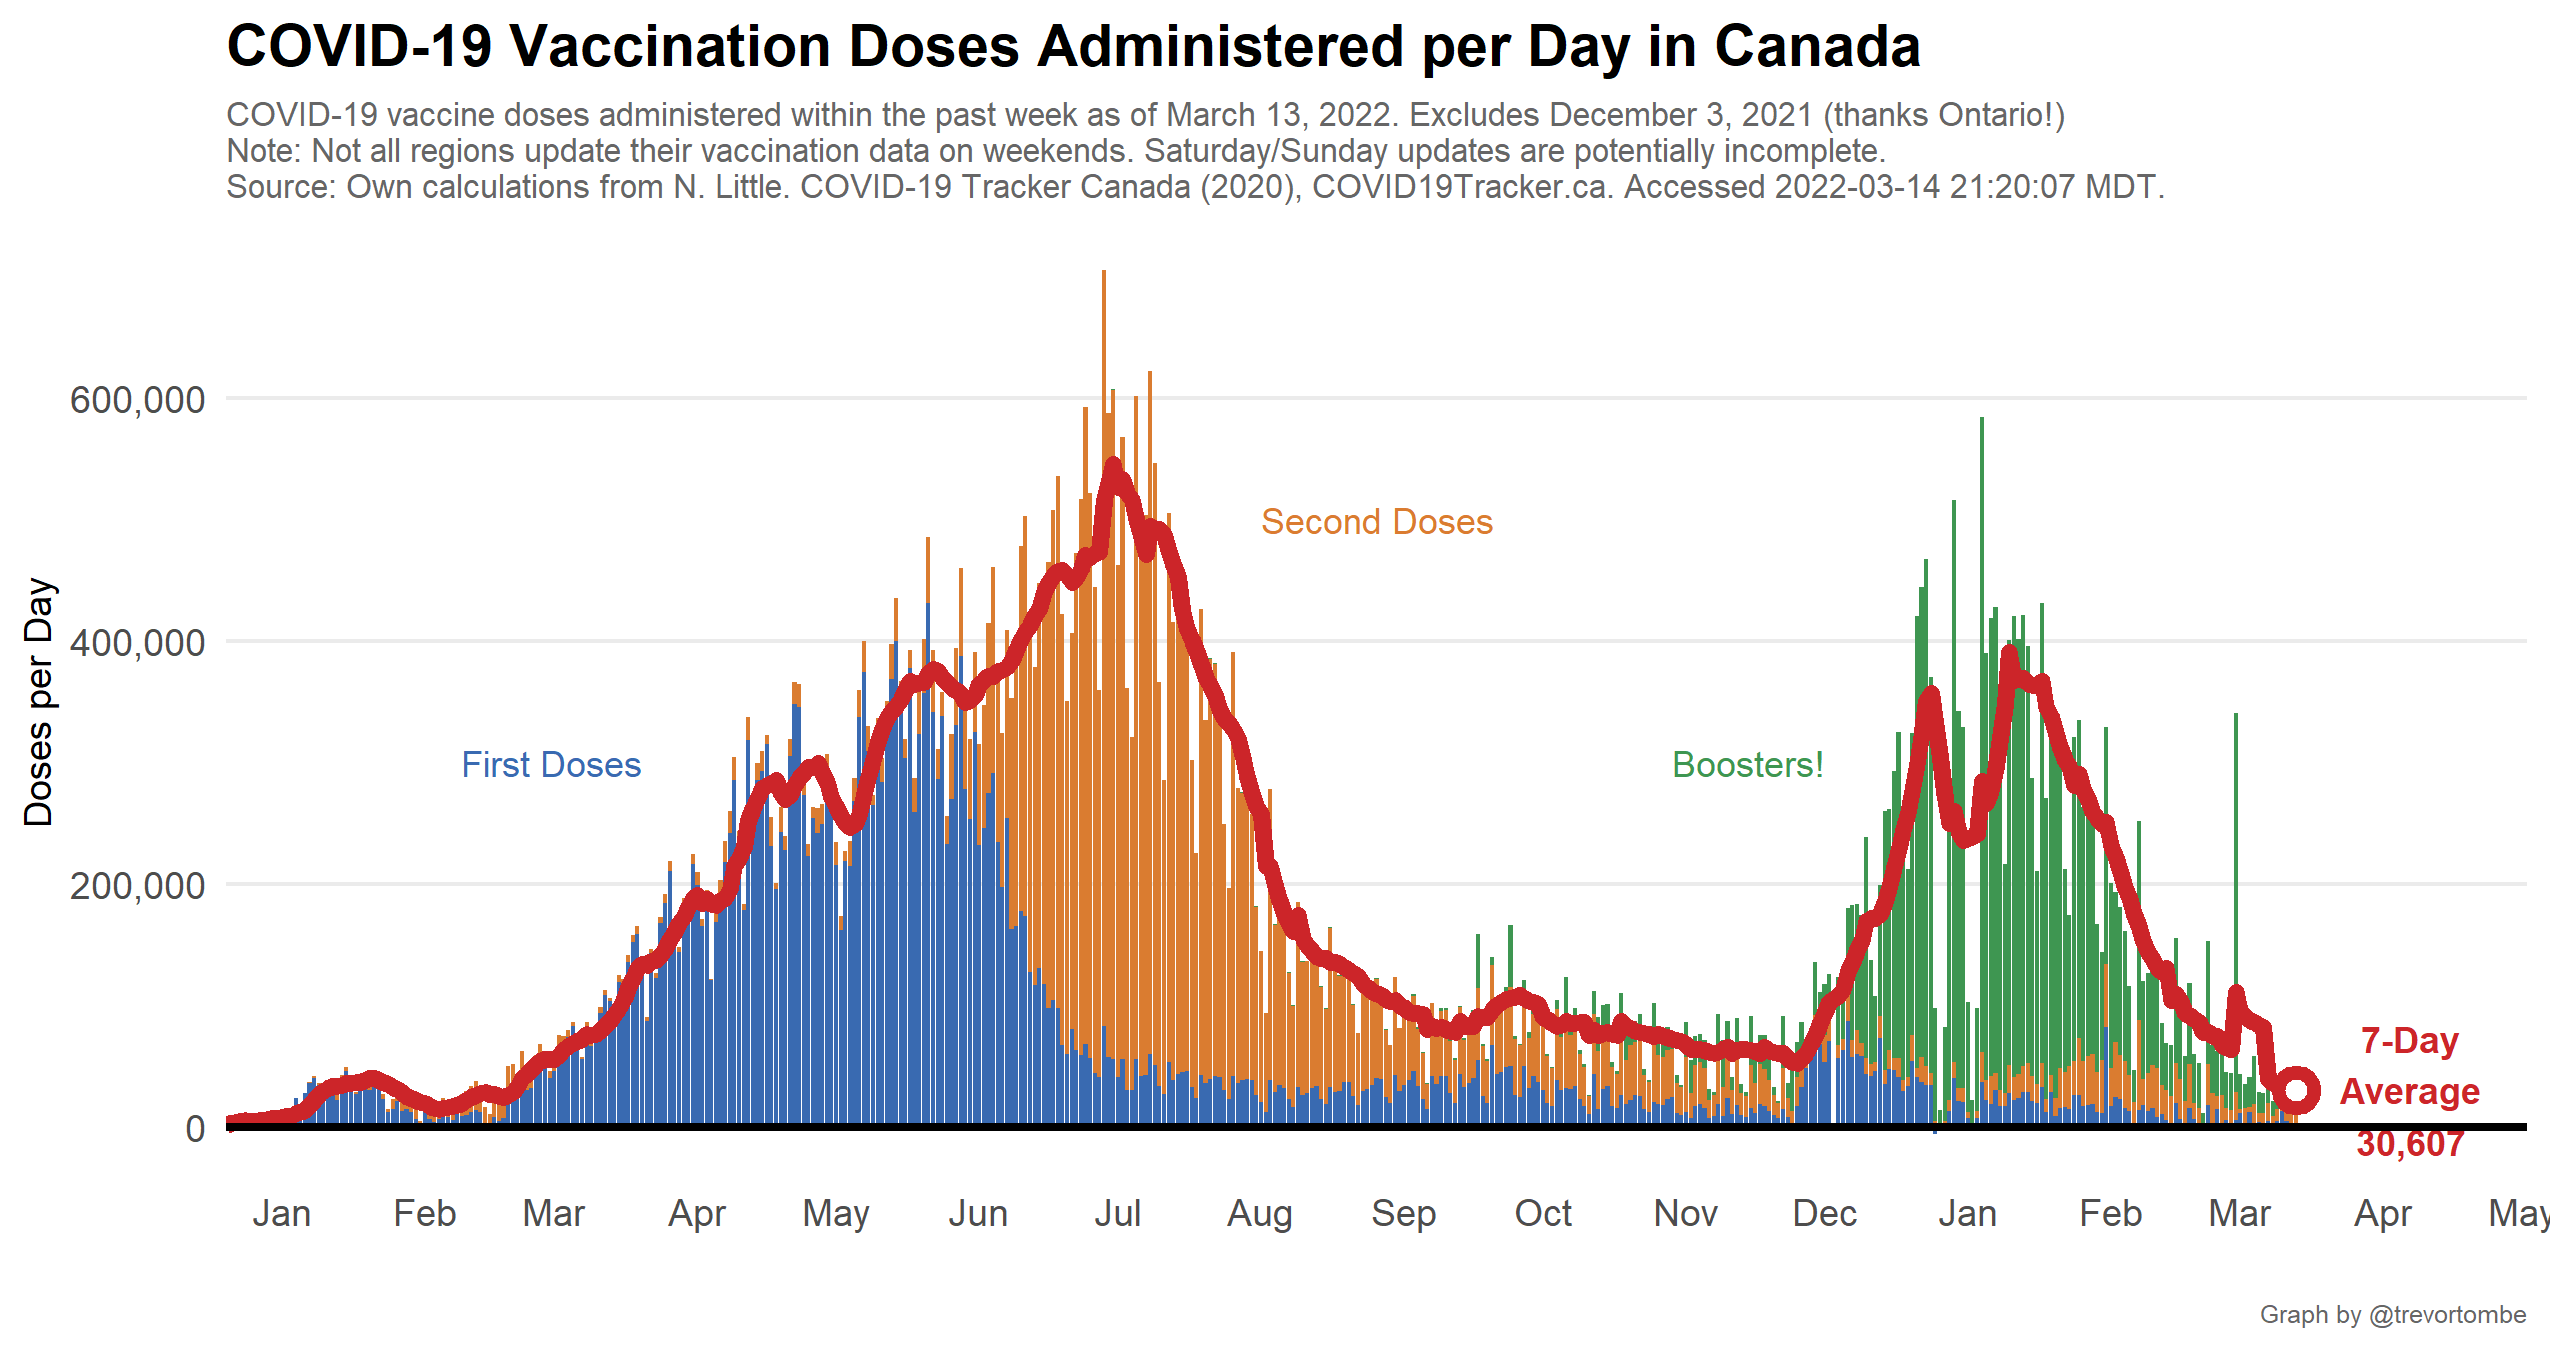 COVID-19 Vaccination Doses Administered per Day in Canada
COVID-19 vaccine doses administered within the past week as of March 13, 2022. Excludes December 3, 2021 (thanks Ontario!)
Note: Not all regions update their vaccination data on weekends. Saturday/Sunday updates are potentially incomplete.
Source: Own calculations from N. Little. COVID-19 Tracker Canada (2020), COVID19Tracker.ca. Accessed 2022-03-14 21:20:07 MDT.
Doses per Day
600,000
400,000
200,000
0
First Doses
Second Doses
Boosters!
7-Day
Average
30,607
Jan Feb Mar Apr May Jun Jul Aug Sep Oct Nov Dec Jan Feb Mar Apr May
Graph by @trevortombe